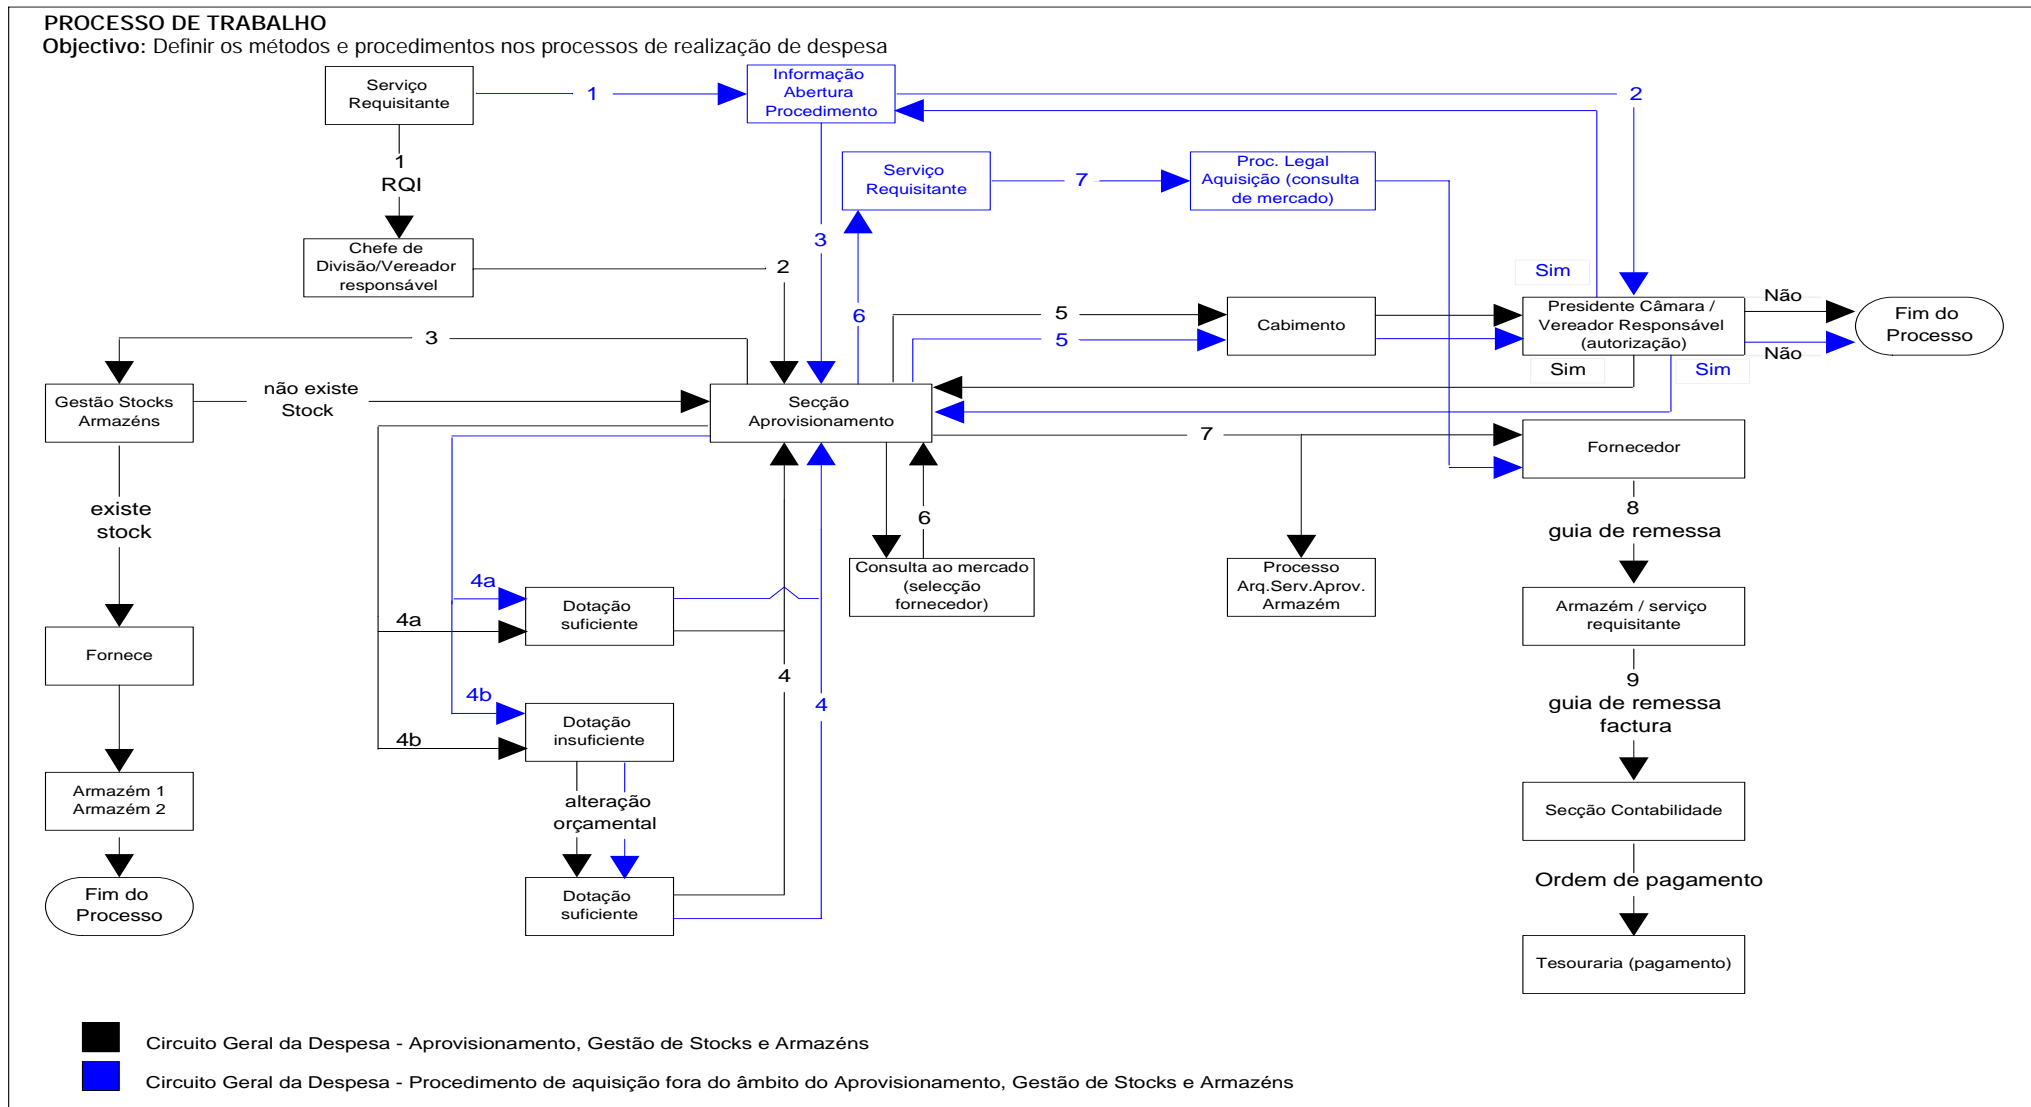 PROCESSO DE TRABALHO
Objectivo: Definir os métodos e procedimentos nos processos de realização de despesa
Serviço
Requisitante
1
Informação
Abertura
Procedimento
2
1
RQI
Serviço
Requisitante
7
Proc. Legal
Aquisição (consulta
de mercado)
3
Chefe de
Divisão/Vereador
responsável
2
6
Sim
5
5
Cabimento
Presidente Câmara /
Vereador Responsável
(autorização)
Não
Não
Fim do
Processo
Sim
Sim
3
Gestão Stocks
Armazéns
não existe
Stock
Secção
Aprovisionamento
7
Fornecedor
existe
stock
6
8
guia de remessa
Consulta ao mercado
(selecção
fornecedor)
Processo
Arq.Serv.Aprov.
Armazém
4a
4a
Dotação
suficiente
Armazém / serviço
requisitante
Fornece
4
4
9
guia de remessa
factura
4b
4b
Dotação
insuficiente
Armazém 1
Armazém 2
alteração
orçamental
Secção Contabilidade
Fim do
Processo
Dotação
suficiente
Ordem de pagamento
Tesouraria (pagamento)
Circuito Geral da Despesa - Aprovisionamento, Gestão de Stocks e Armazéns
Circuito Geral da Despesa - Procedimento de aquisição fora do âmbito do Aprovisionamento, Gestão de Stocks e Armazéns